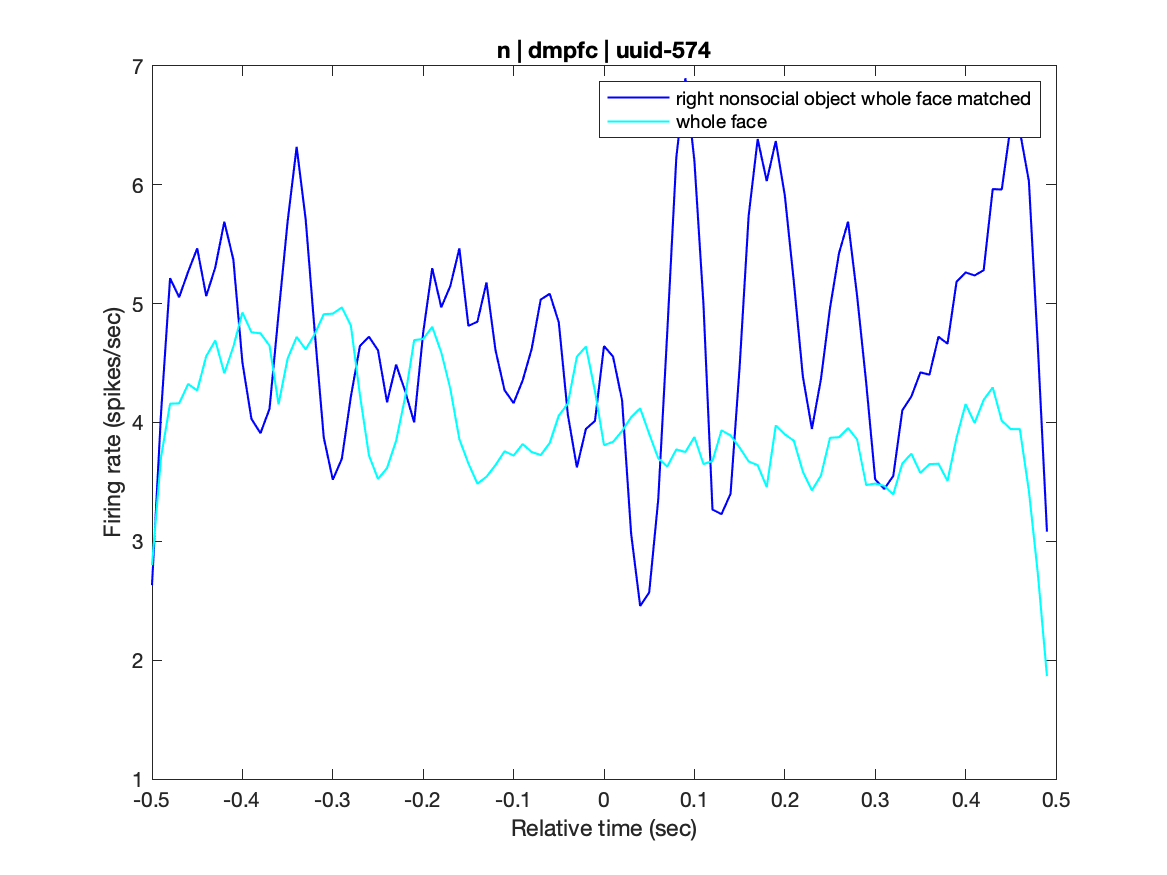 n | dmpfc | uuid-574
right nonsocial object whole face matched
whole face
Firing rate (spikes/sec)
7
6
5
4
3
2
1
-0.5 -0.4 -0.3 -0.2 -0.1 0 0.1 0.2 0.3 0.4 0.5
Relative time (sec)